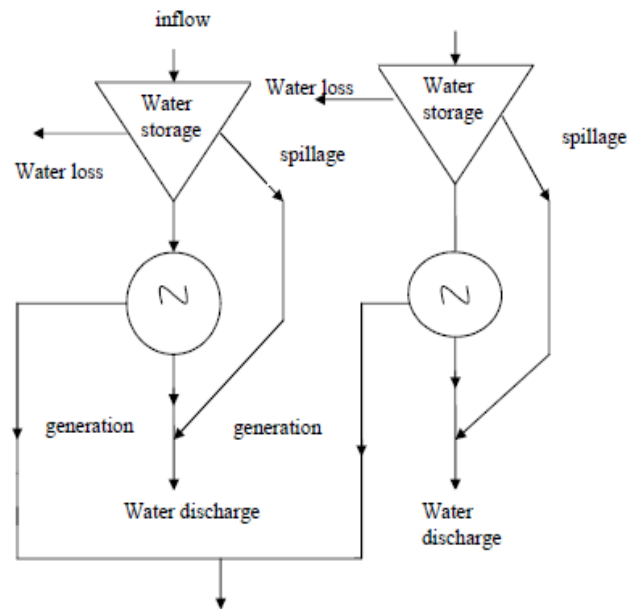 inflow
Water
storage
Water loss
spillage
Water loss
Water
storage
spillage
generation
generation
Water discharge
Water
discharge